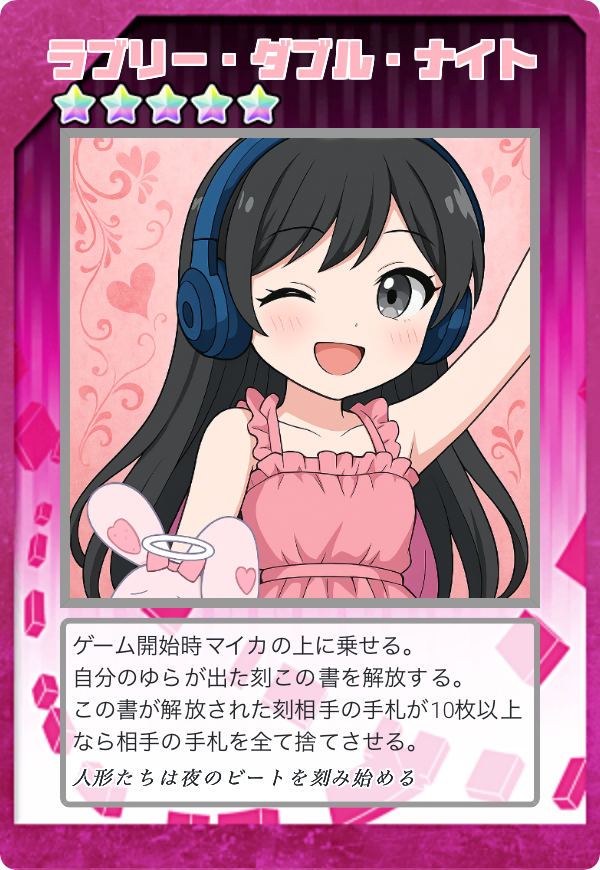 ラブリー・ダブル・ナイト
ゲーム開始時マイカの上に乗せる。
自分のゆらが出た刻この書を解放する。
この書が解放された刻相手の手札が10枚以上
なら相手の手札を全て捨てさせる。
人形たちは夜のビートを刻み始める